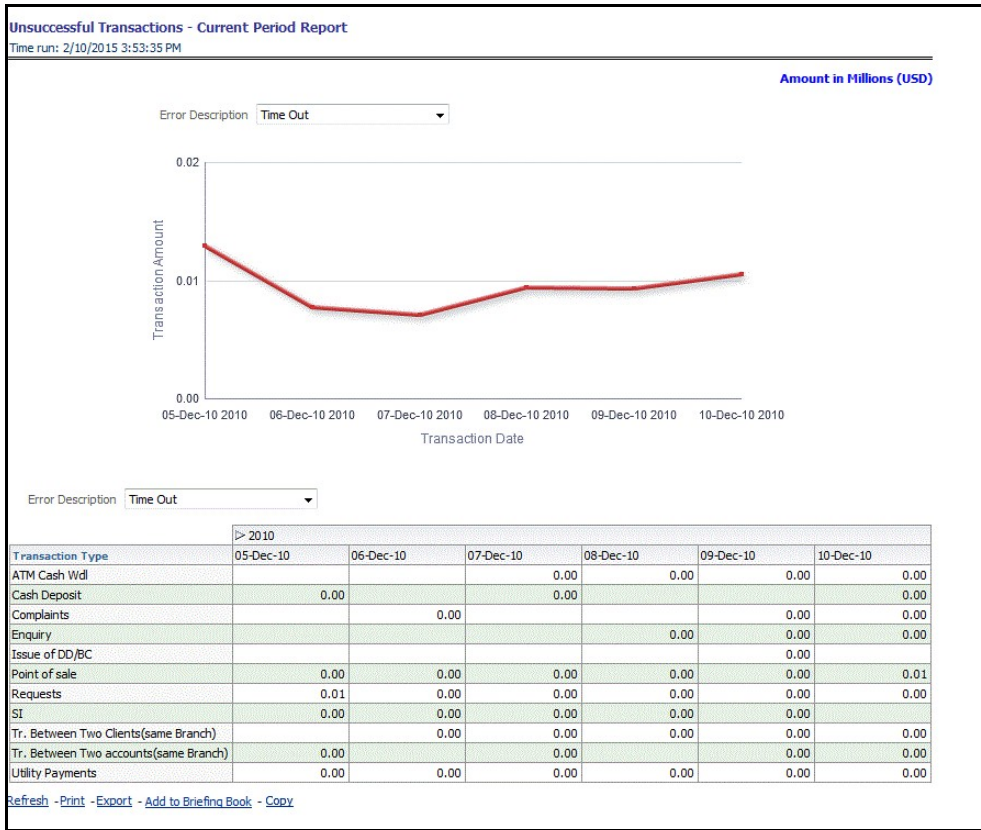 Unsuccessful Transactions - Current Period Report
Time run: 2/10/2015 3:53:35 PM
Amount in Millions (USD)
Error Description Time Out
0.02
0.01
0.00
Transaction Amount
05-Dec-10 2010 06-Dec-10 2010 07-Dec-10 2010 08-Dec-10 2010 09-Dec-10 2010 10-Dec-10 2010
Transaction Date
Error Description Time Out
2010
Transaction Type 05-Dec-10 06-Dec-10 07-Dec-10 08-Dec-10 09-Dec-10 10-Dec-10
ATM Cash Wdl 0.00 0.00 0.00 0.00
Cash Deposit 0.00 0.00 0.00
Complaints 0.00 0.00 0.00
Enquiry 0.00 0.00 0.00
Issue of DD/BC 0.00
Point of sale 0.00 0.00 0.00 0.00 0.00 0.01
Requests 0.01 0.00 0.00 0.00 0.00 0.00
SI 0.00 0.00 0.00 0.00 0.00
Tr. Between Two Clients(same Branch) 0.00 0.00 0.00 0.00 0.00
Tr. Between Two accounts(same Branch) 0.00 0.00 0.00 0.00
Utility Payments 0.00 0.00 0.00 0.00 0.00 0.00
Refresh - Print - Export - Add to Briefing Book - Copy